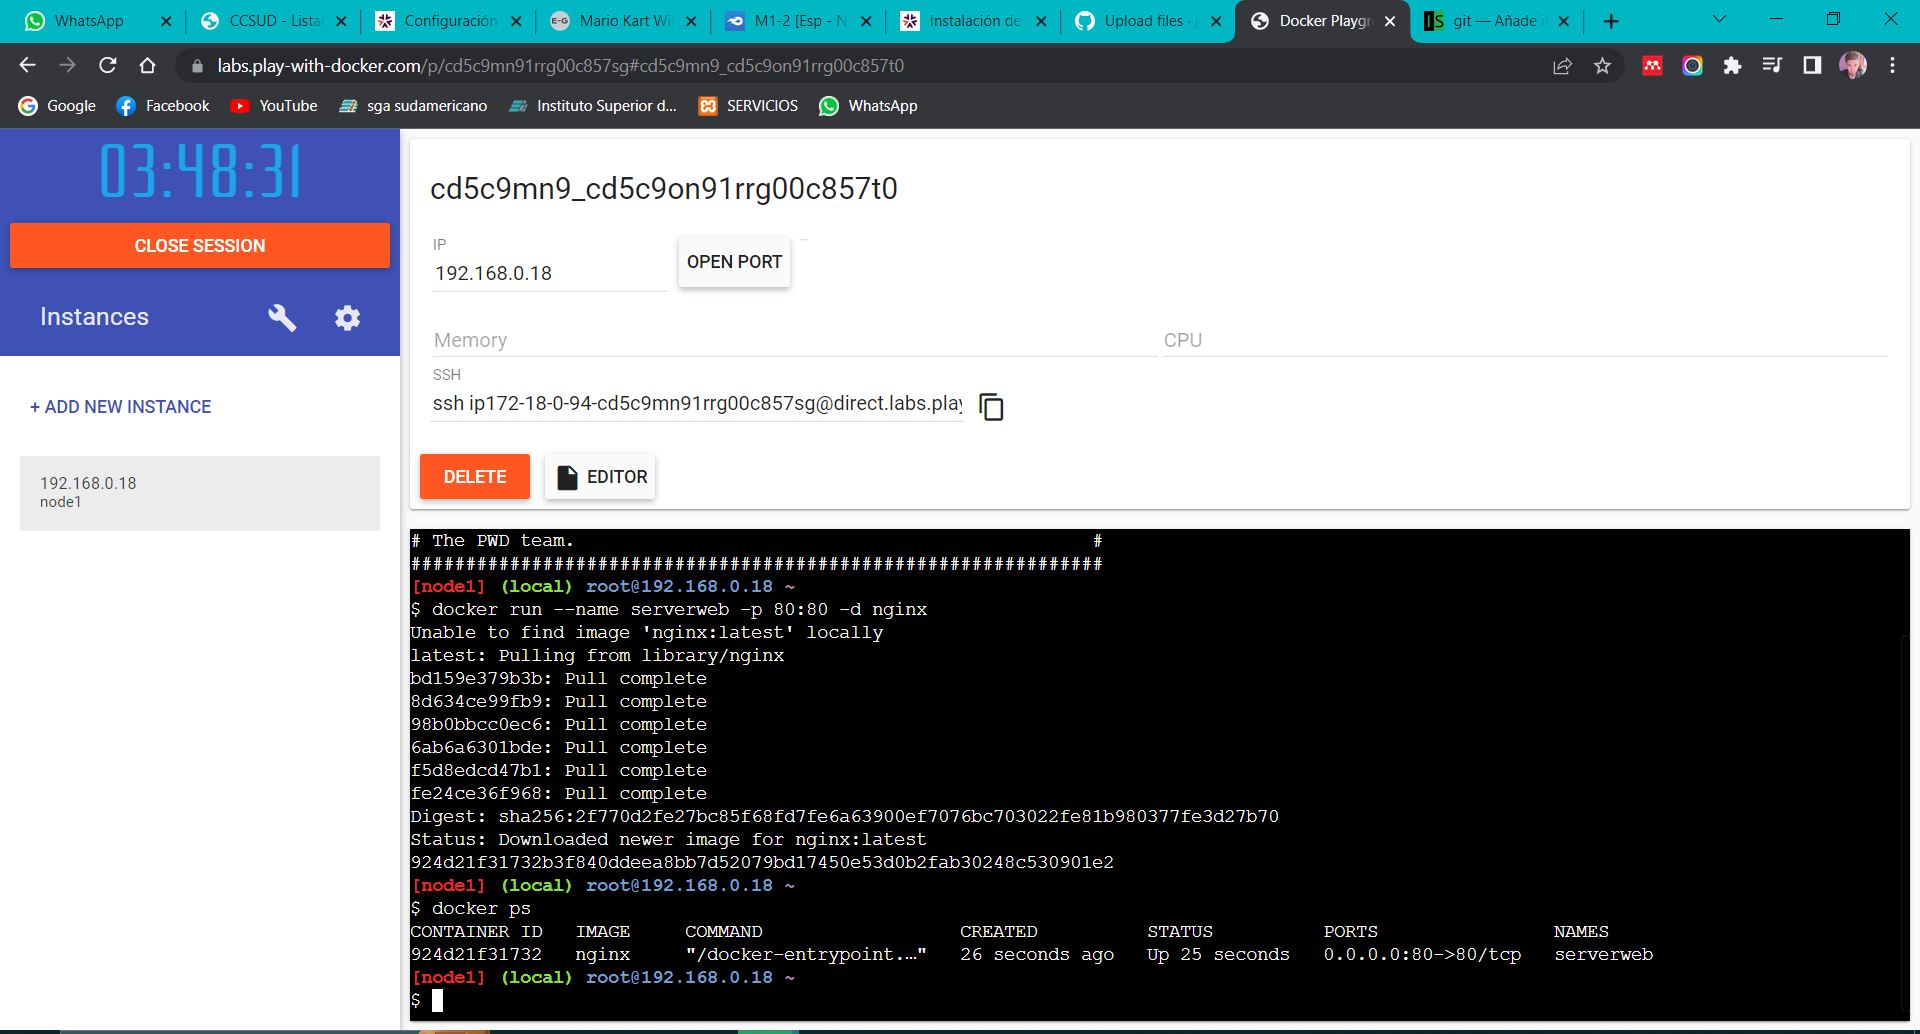 WhatsApp
CCSUD - Lista
Configuración
Mario Kart Wii
M1-2 [Esp - N
Instalación de
Upload files · j
Docker Playgr
git — Añade i
labs.play-with-docker.com/p/cd5c9mn91rrg00c857sg#cd5c9mn9_cd5c9on91rrg00c857t0
Google
Facebook
YouTube
sga sudamericano
Instituto Superior d...
SERVICIOS
WhatsApp
03:48:31
CLOSE SESSION
Instances
+ ADD NEW INSTANCE
192.168.0.18
node1
cd5c9mn9_cd5c9on91rrg00c857t0
IP
192.168.0.18
OPEN PORT
Memory
CPU
SSH
ssh ip172-18-0-94-cd5c9mn91rrg00c857sg@direct.labs.play
DELETE
EDITOR
# The PWD team. #
###############################################################
[node1] (local) root@192.168.0.18 ~
$ docker run --name serverweb -p 80:80 -d nginx
Unable to find image 'nginx:latest' locally
latest: Pulling from library/nginx
bd159e379b3b: Pull complete
8d634ce99fb9: Pull complete
98b0bbcc0ec6: Pull complete
6ab6a6301bde: Pull complete
f5d8edcd47b1: Pull complete
fe24ce36f968: Pull complete
Digest: sha256:2f770d2fe27bc85f68fd7fe6a63900ef7076bc703022fe81b980377fe3d27b70
Status: Downloaded newer image for nginx:latest
924d21f31732b3f840ddeea8bb7d52079bd17450e53d0b2fab30248c530901e2
[node1] (local) root@192.168.0.18 ~
$ docker ps
CONTAINER ID IMAGE COMMAND CREATED STATUS PORTS NAMES
924d21f31732 nginx "/docker-entrypoint.…" 26 seconds ago Up 25 seconds 0.0.0.0:80->80/tcp serverweb
[node1] (local) root@192.168.0.18 ~
$